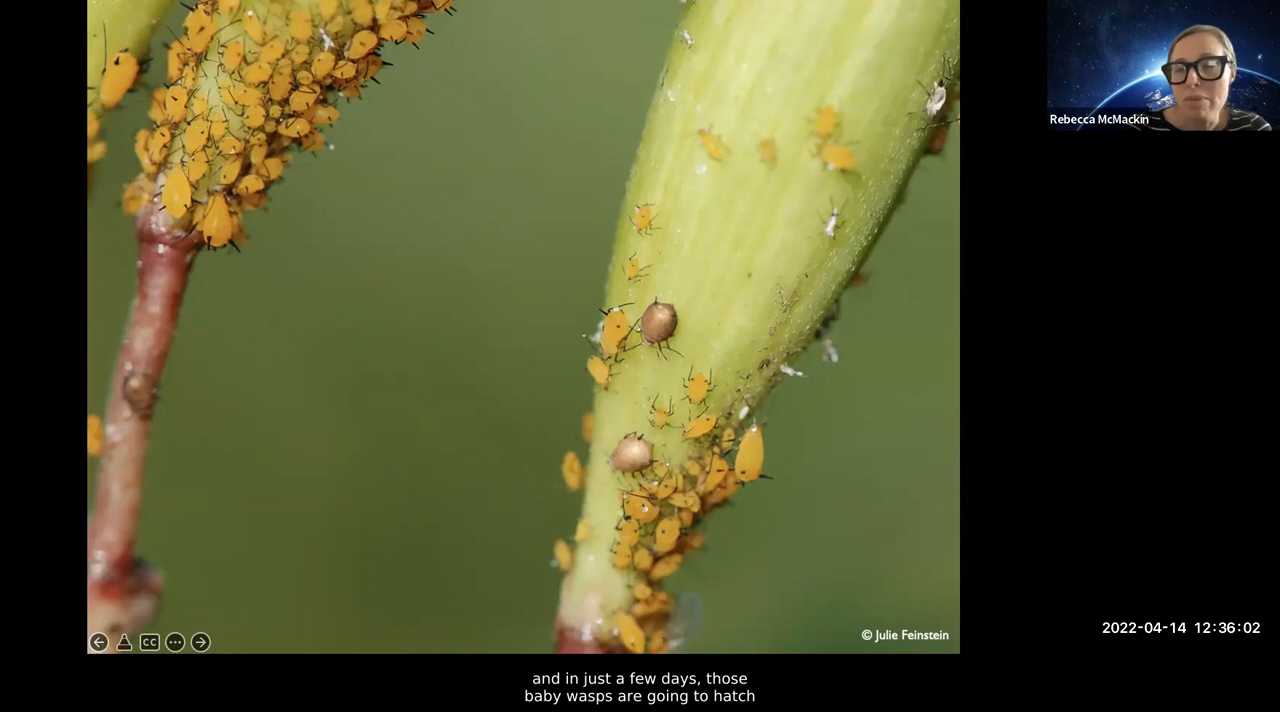 Rebecca McMackin
CC
© Julie Feinstein
2022-04-14 12:36:02
and in just a few days, those
baby wasps are going to hatch